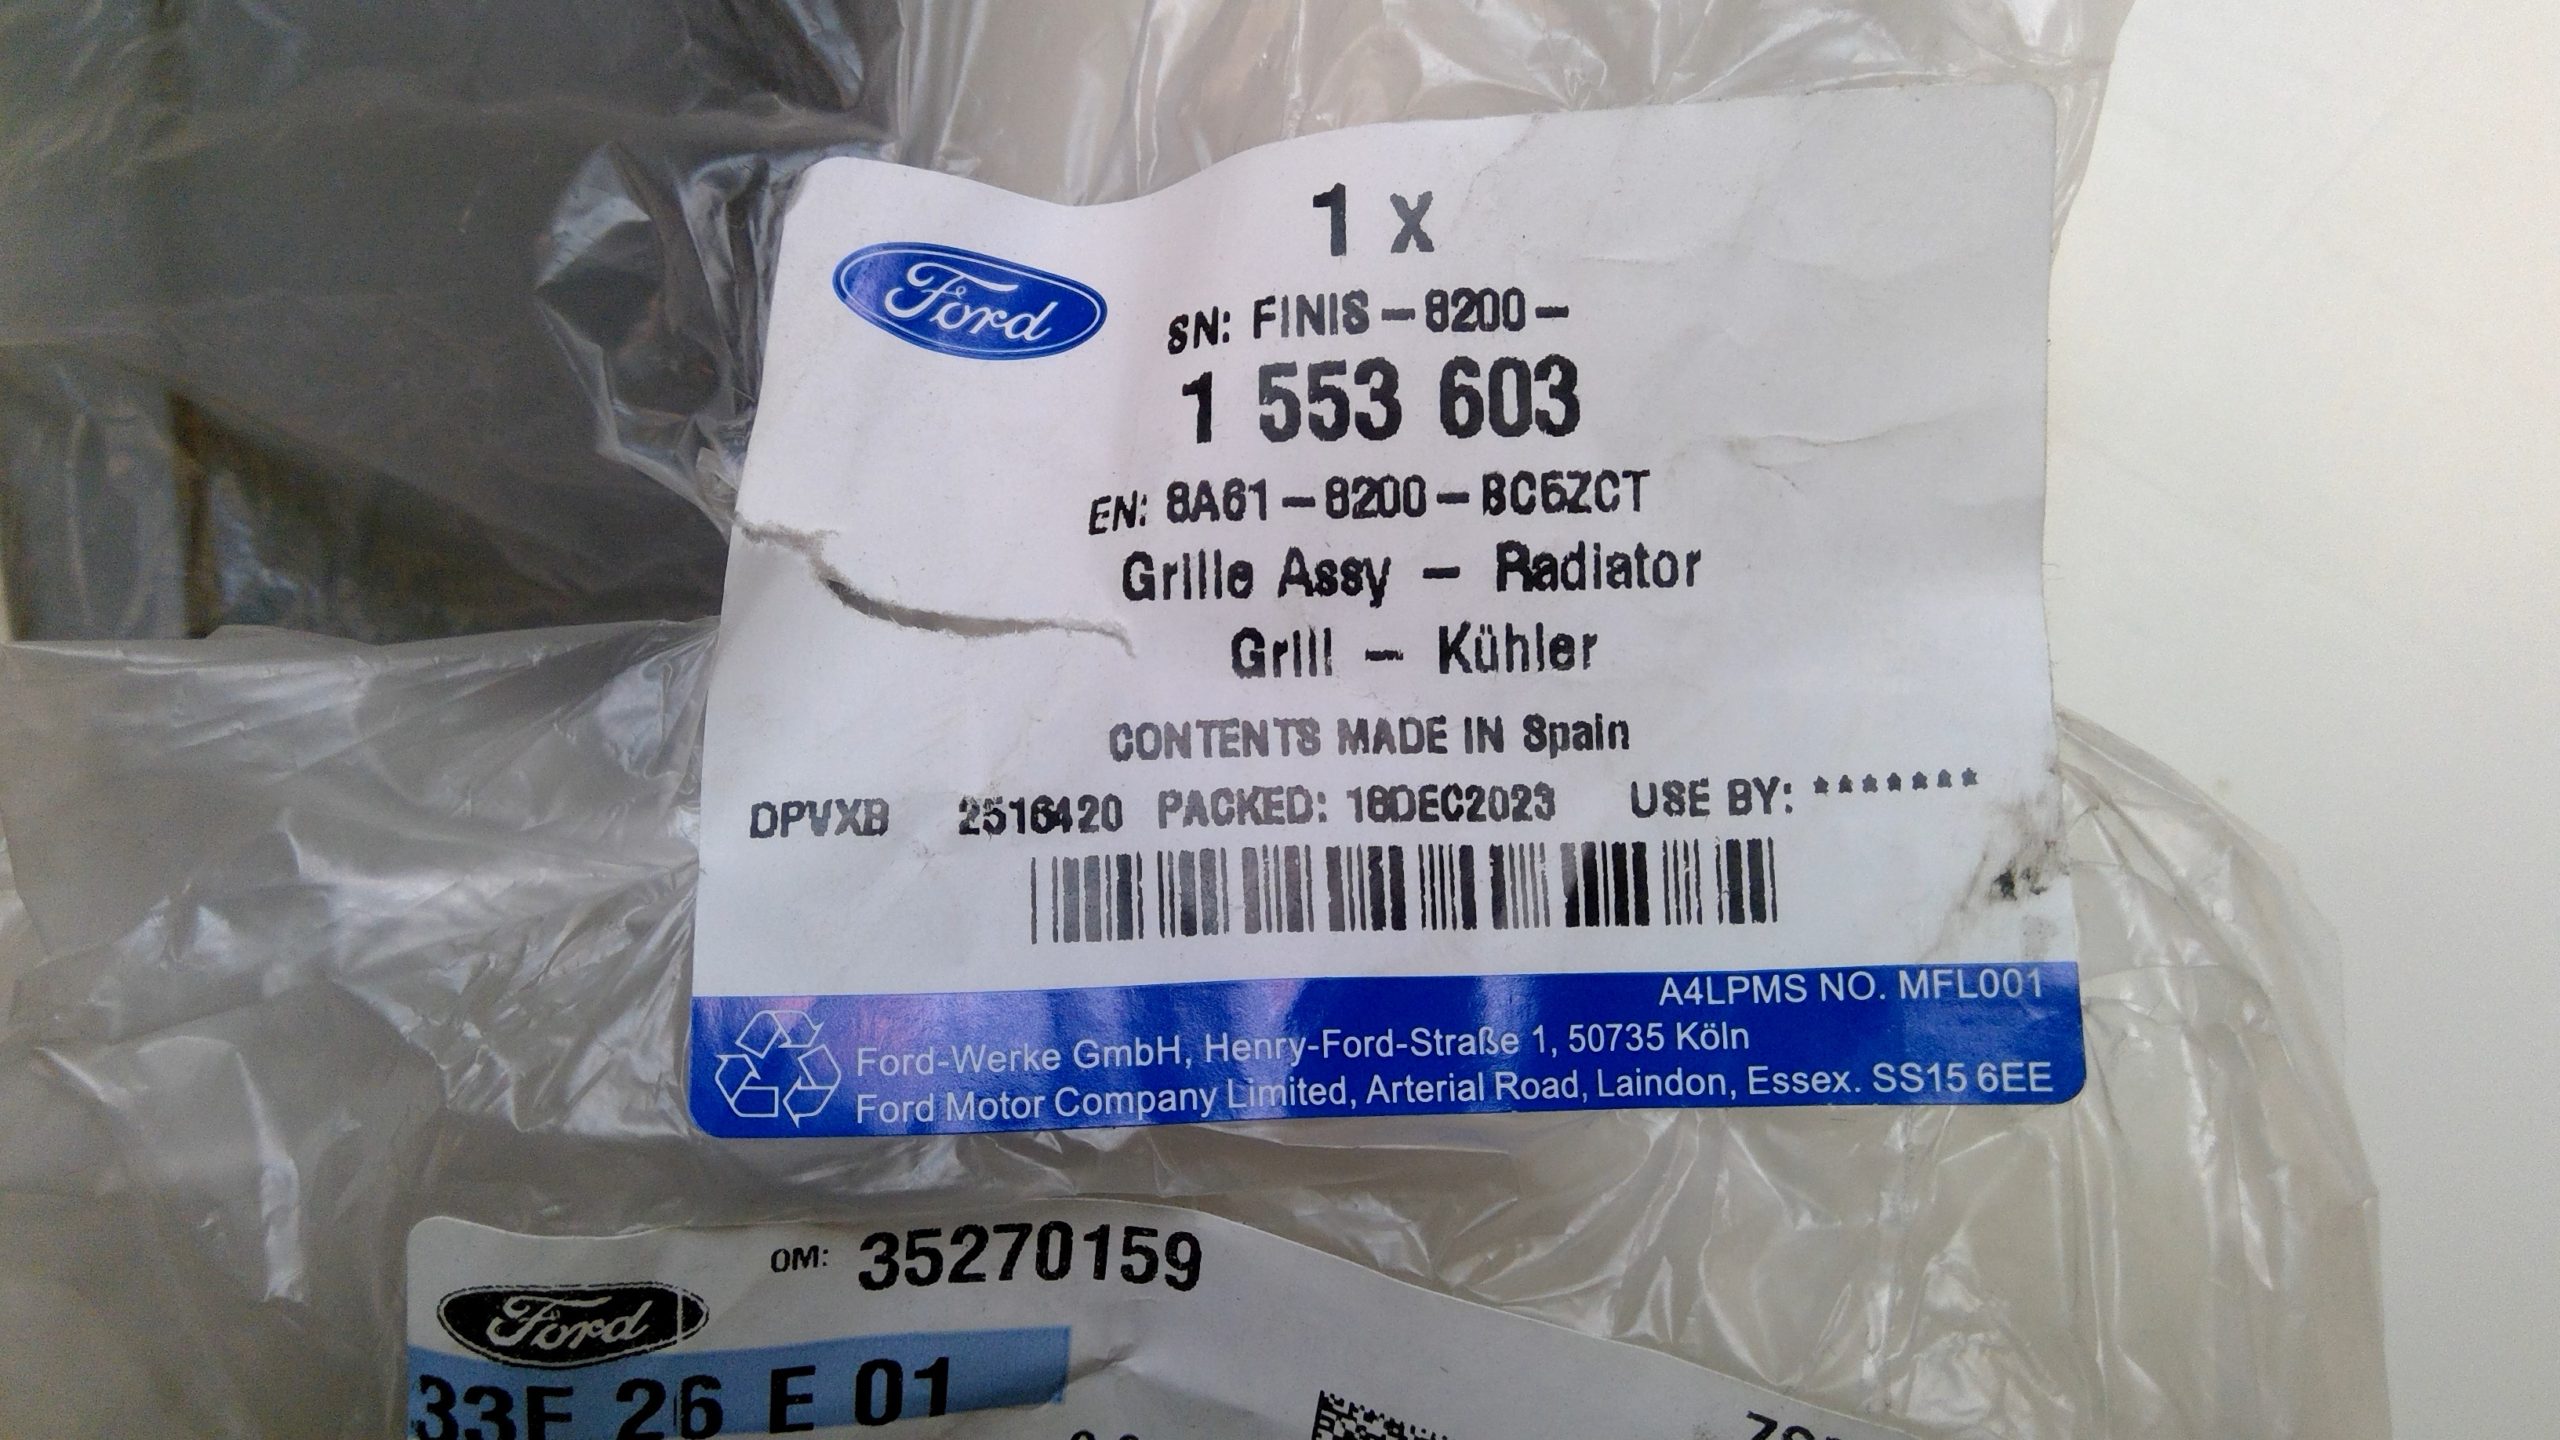 1 x
Ford
SN: FINIS-8200-
1 553 603
EN: 8A61-8200-BC5ZCT
Grille Assy - Radiator
Grill - Kühler
CONTENTS MADE IN Spain
DPVXB 2516420 PACKED: 18DEC2023 USE BY: *******
A4LPMS NO. MFL001
Ford-Werke GmbH, Henry-Ford-Straße 1, 50735 Köln
Ford Motor Company Limited, Arterial Road, Laindon, Essex. SS15 6EE
OM: 35270159
Ford
33F 26 E 01